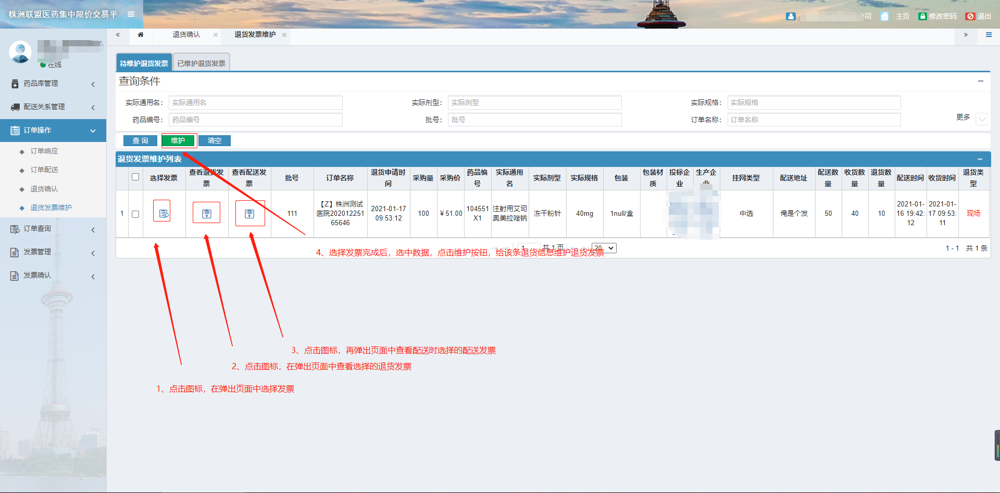 株洲联盟医药集中限价交易平
司 主页 修改密码 退出
« 退货确认 × 退货发票维护 × »
在线
药品库管理
配送关系管理
订单操作
订单响应
订单配送
退货确认
退货发票维护
订单查询
发票管理
发票确认
待维护退货发票 已维护退货发票
查询条件
实际通用名： 实际通用名 实际剂型： 实际剂型 实际规格： 实际规格
药品编号： 药品编号 批号： 批号 订单名称： 订单名称 更多
查 询 维护 清空
退货发票维护列表
选择发票 查看退货发票 查看配送发票 批号 订单名称 退货申请时间 采购量 采购价 药品编号 实际通用名 实际剂型 实际规格 包装 包装材质 投标企业 生产企业 挂网类型 配送地址 配送数量 收货数量 退货数量 配送时间 收货时间 退货类型
1 111 【Z】株洲测试医院20201225165646 2021-01-17 09:53:12 100 ¥51.00 104551X1 注射用艾司奥美拉唑钠 冻干粉针 40mg 1null/盒 中选 俺是个发 50 40 10 2021-01-16 19:42:12 2021-01-17 09:53:11 现场
1 共 1 页 20 1 - 1 共 1 条
4、选择发票完成后，选中数据，点击维护按钮，给该条退货信息维护退货发票
3、点击图标，再弹出页面中查看配送时选择的配送发票
2、点击图标，在弹出页面中查看选择的退货发票
1、点击图标，在弹出页面中选择发票